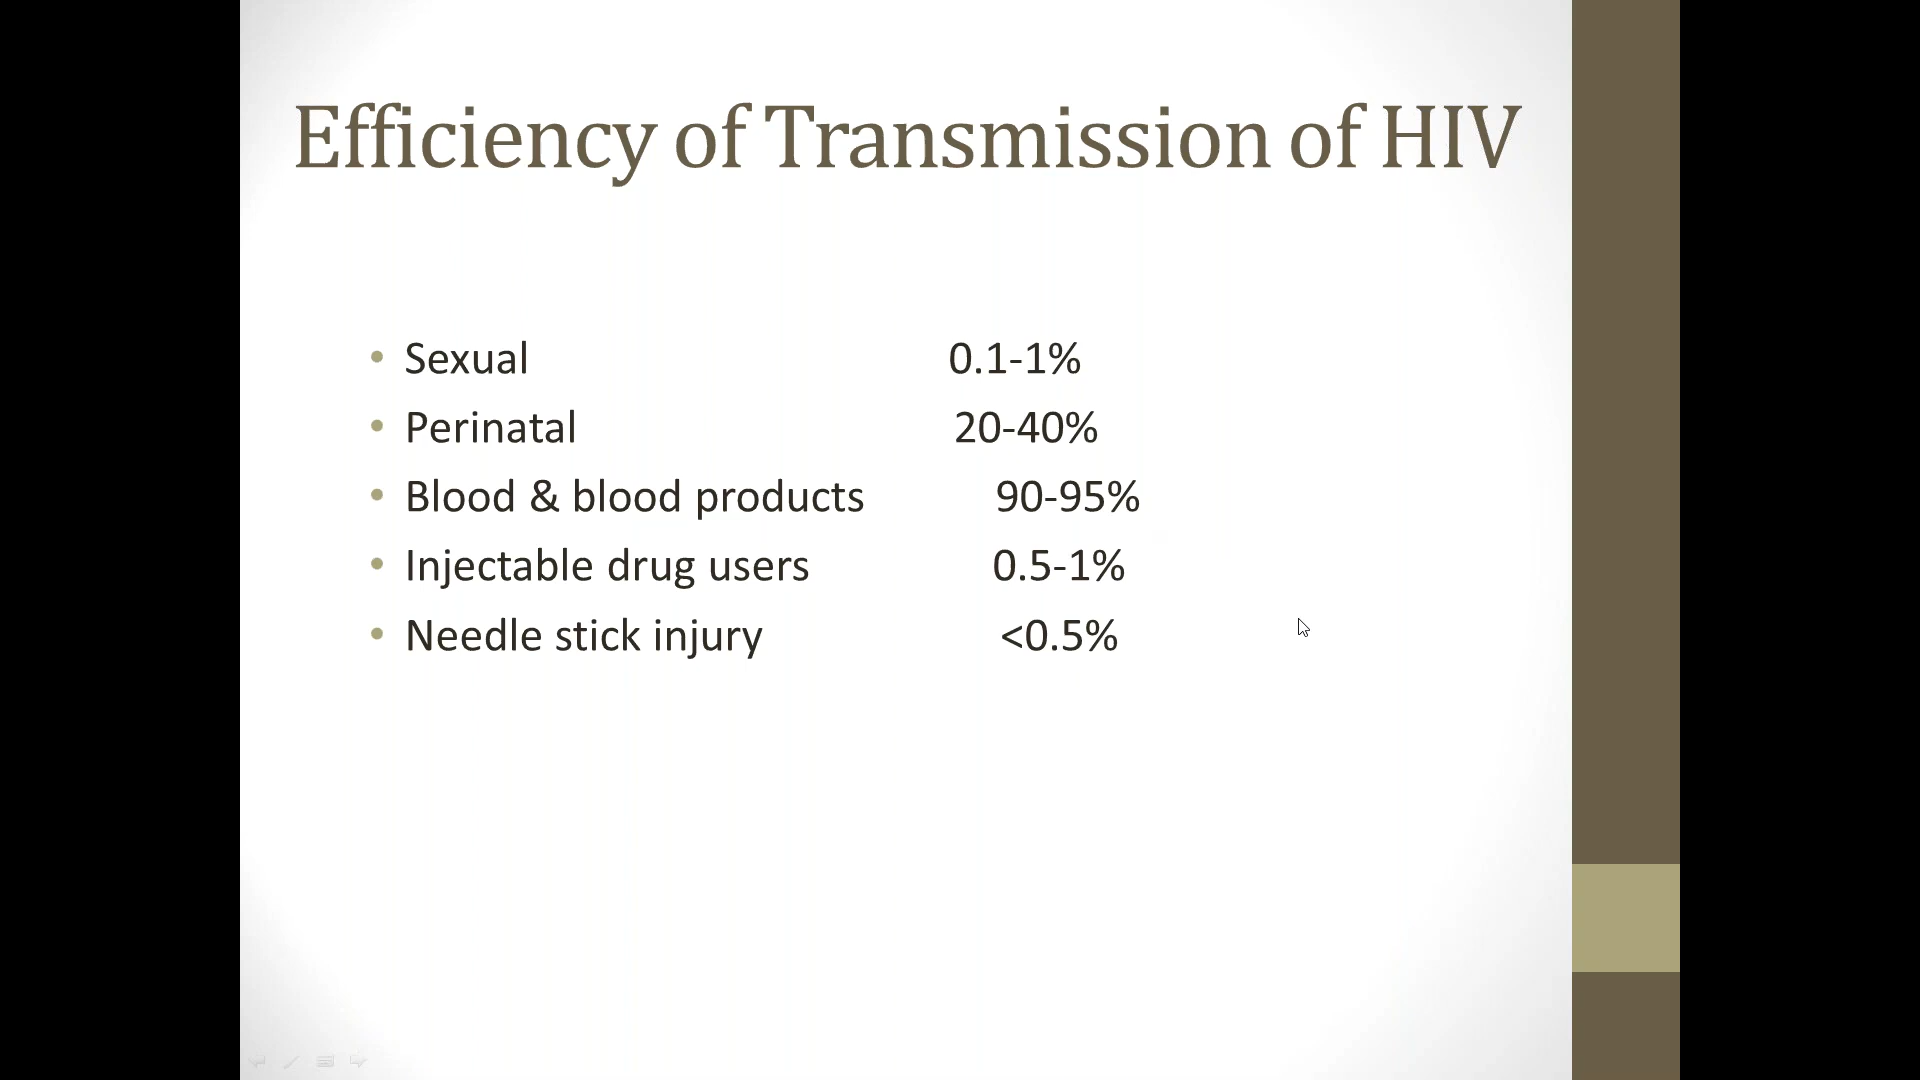 Efficiency of Transmission of HIV
• Sexual 0.1-1%
• Perinatal 20-40%
• Blood & blood products 90-95%
• Injectable drug users 0.5-1%
• Needle stick injury <0.5%